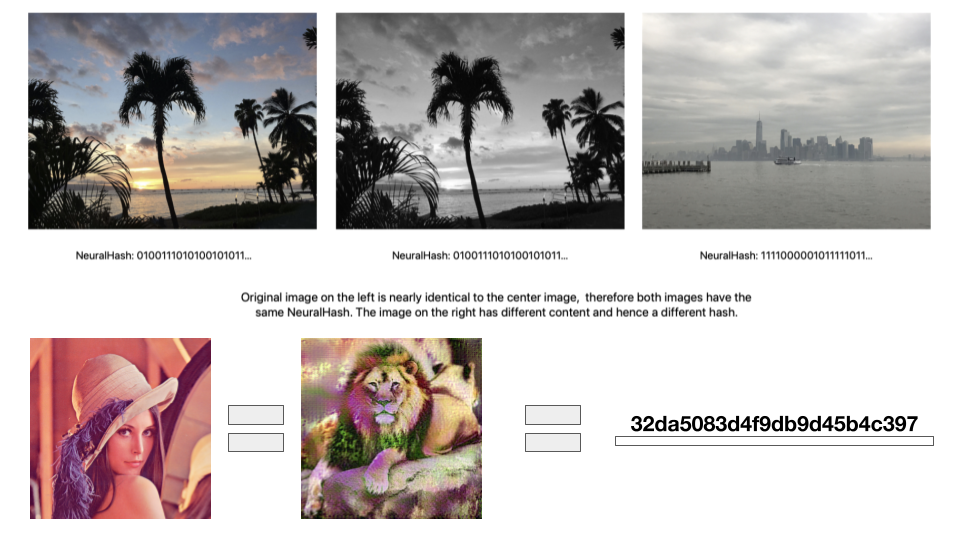 NeuralHash: 0100111010100101011...
NeuralHash: 0100111010100101011...
NeuralHash: 1111000001011111011...
Original image on the left is nearly identical to the center image, therefore both images have the
same NeuralHash. The image on the right has different content and hence a different hash.
32da5083d4f9db9d45b4c397